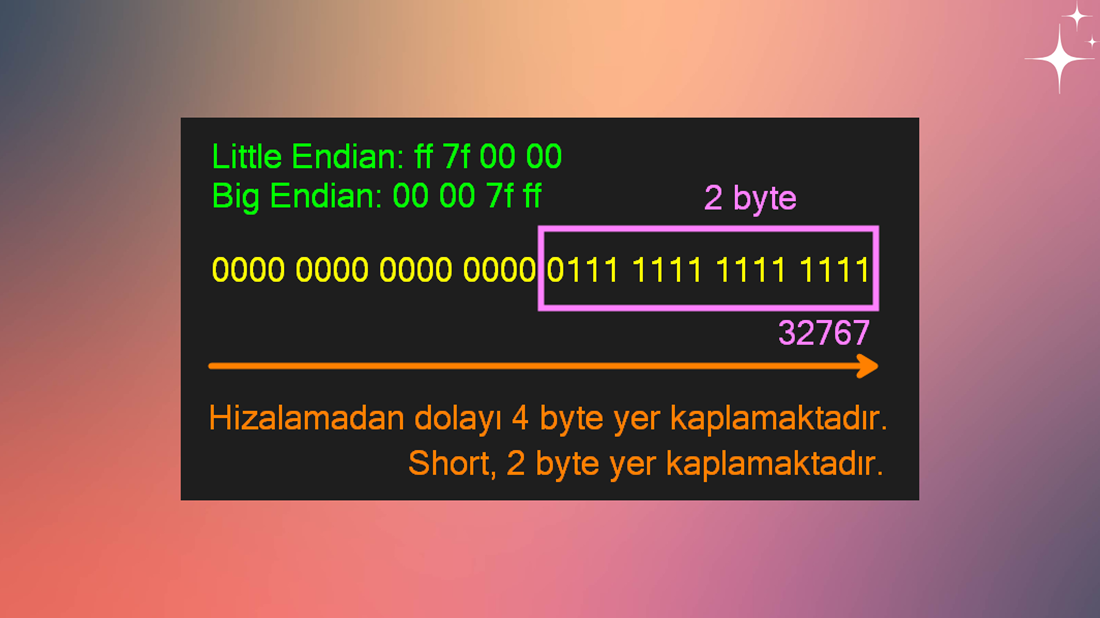 Little Endian: ff 7f 00 00
Big Endian: 00 00 7f ff
2 byte
0000 0000 0000 0000 0111 1111 1111 1111
32767
Hizalamadan dolayı 4 byte yer kaplamaktadır.
Short, 2 byte yer kaplamaktadır.